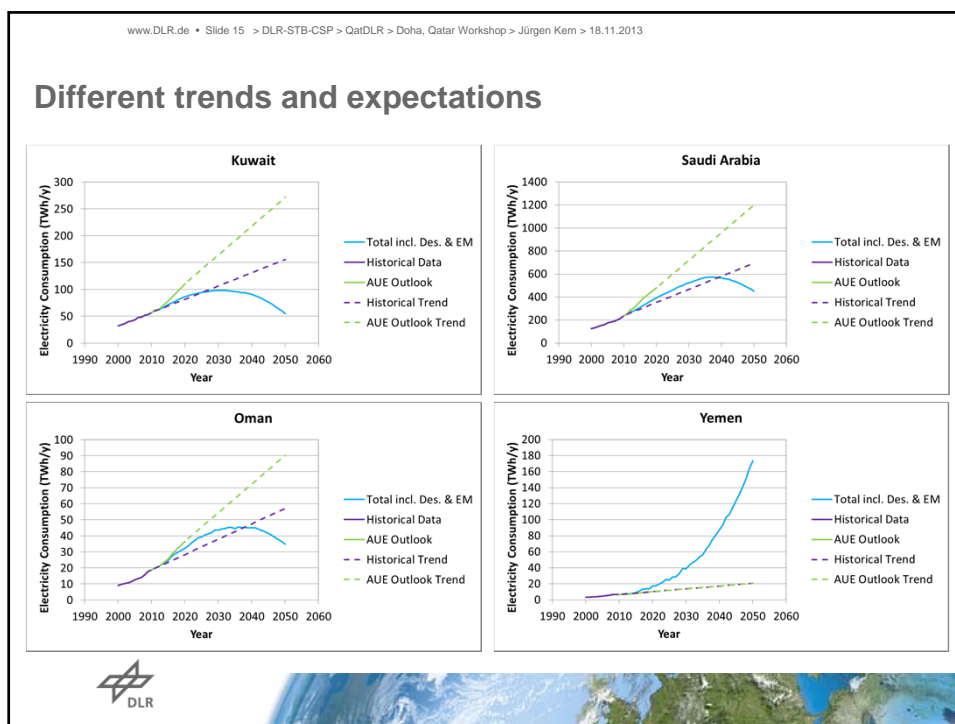 www.DLR.de • Slide 15 > DLR-STB-CSP > QatDLR > Doha, Qatar Workshop > Jürgen Kern > 18.11.2013
Different trends and expectations
Kuwait
Electricity Consumption (TWh/y)
300
250
200
150
100
50
0
1990 2000 2010 2020 2030 2040 2050 2060
Year
Total incl. Des. & EM
Historical Data
AUE Outlook
Historical Trend
AUE Outlook Trend
Saudi Arabia
Electricity Consumption (TWh/y)
1400
1200
1000
800
600
400
200
0
1990 2000 2010 2020 2030 2040 2050 2060
Year
Total incl. Des. & EM
Historical Data
AUE Outlook
Historical Trend
AUE Outlook Trend
Oman
Electricity Consumption (TWh/y)
100
90
80
70
60
50
40
30
20
10
0
1990 2000 2010 2020 2030 2040 2050 2060
Year
Total incl. Des. & EM
Historical Data
AUE Outlook
Historical Trend
AUE Outlook Trend
Yemen
Electricity Consumption (TWh/y)
200
180
160
140
120
100
80
60
40
20
0
1990 2000 2010 2020 2030 2040 2050 2060
Year
Total incl. Des. & EM
Historical Data
AUE Outlook
Historical Trend
AUE Outlook Trend
DLR